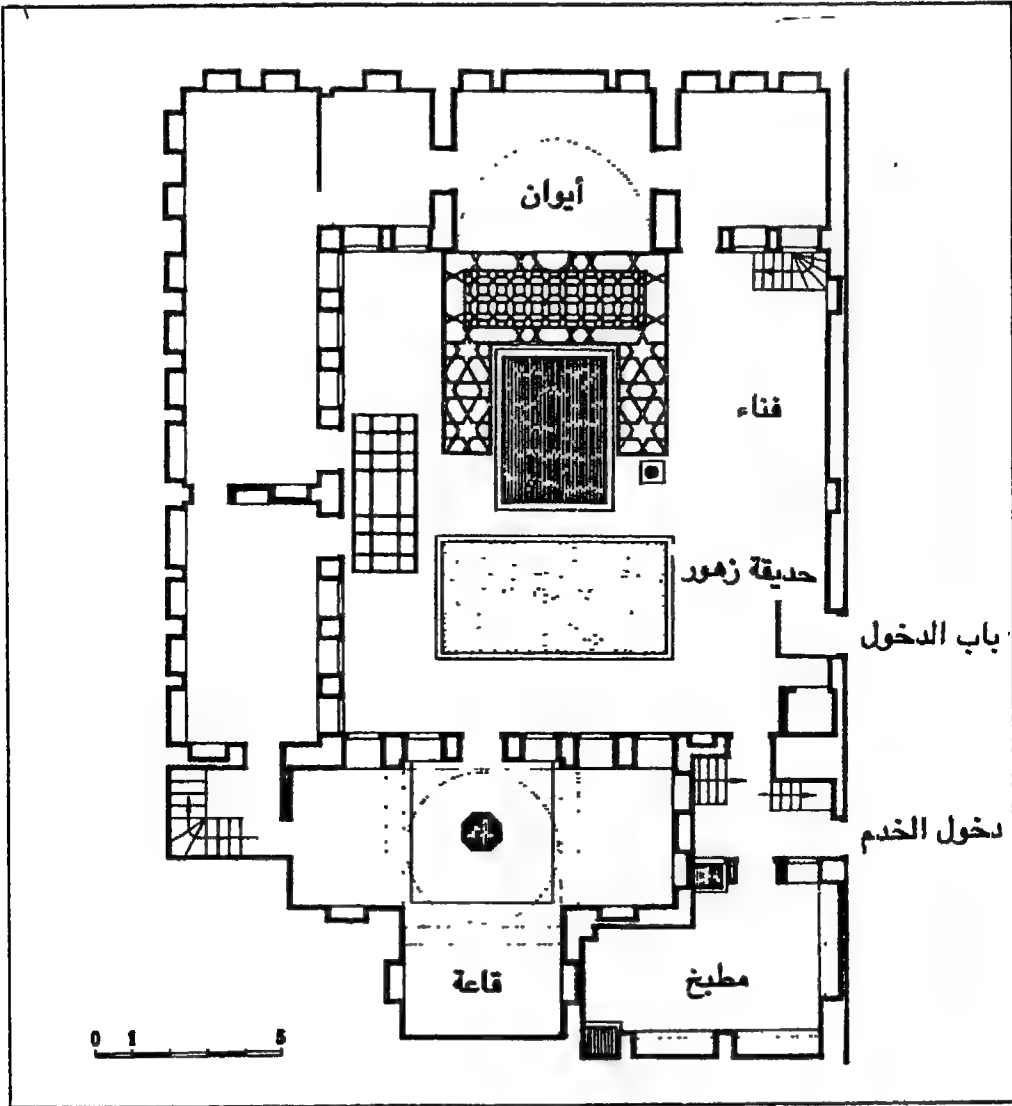 أيوان
فناء
حديقة زهور
باب الدخول
دخول الخدم
قاعة
مطبخ
0 1 5